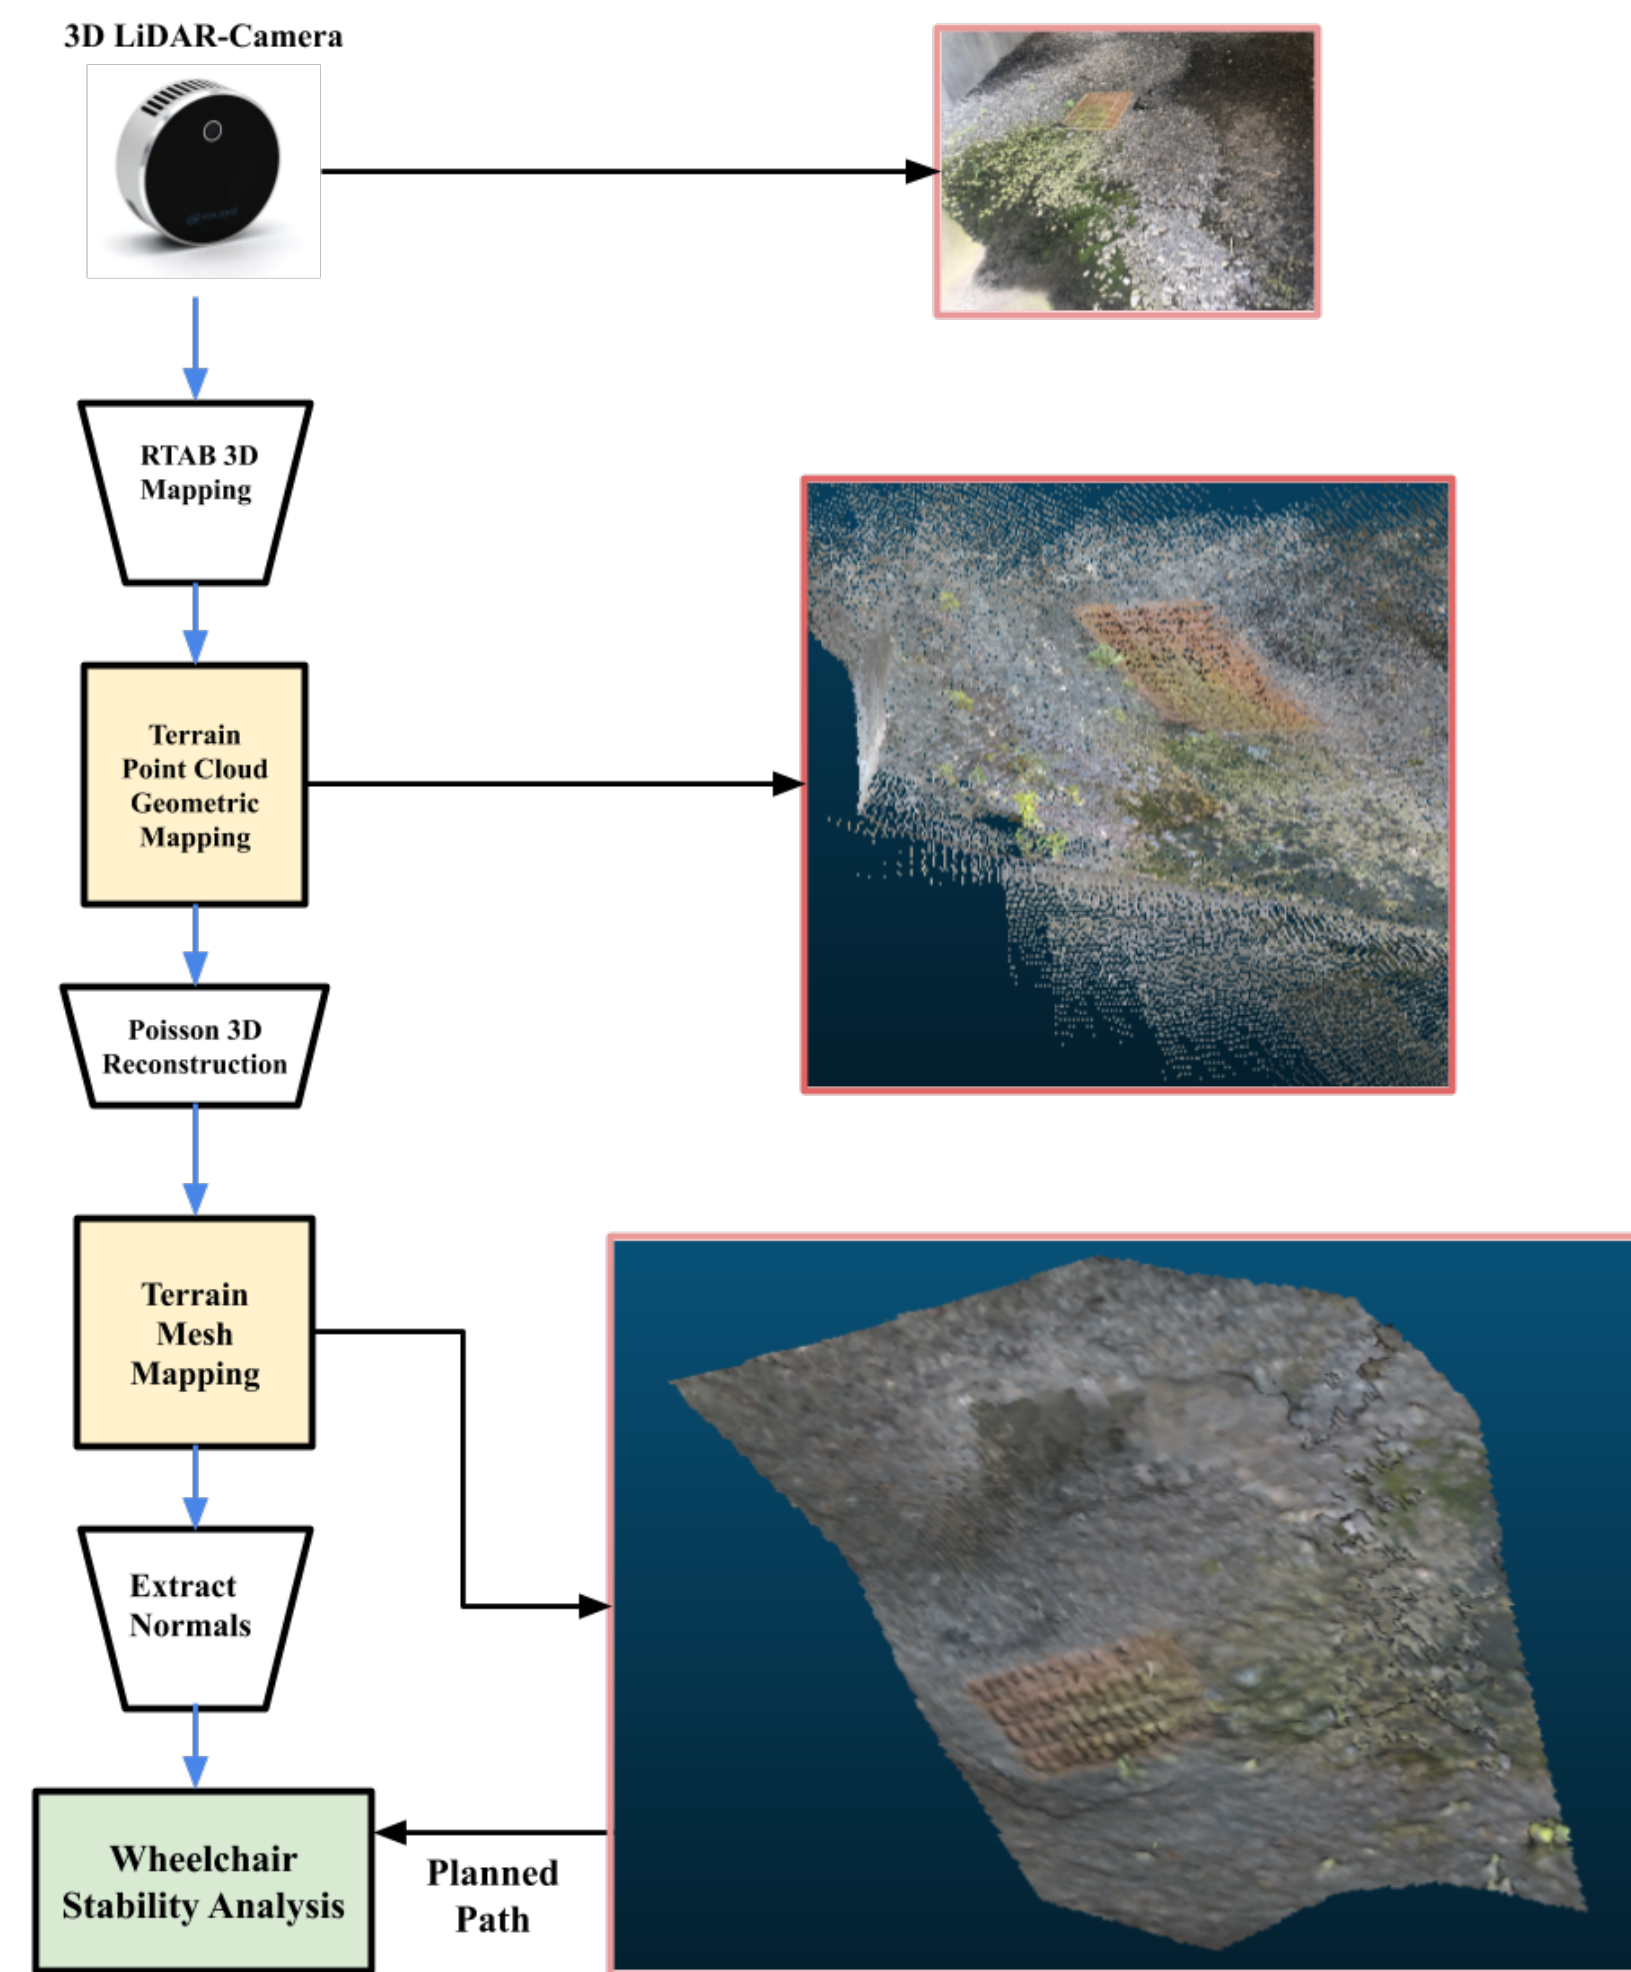 3D LiDAR-Camera
RTAB 3D
Mapping
Terrain
Point Cloud
Geometric
Mapping
Poisson 3D
Reconstruction
Terrain
Mesh
Mapping
Extract
Normals
Wheelchair
Stability Analysis
Planned
Path